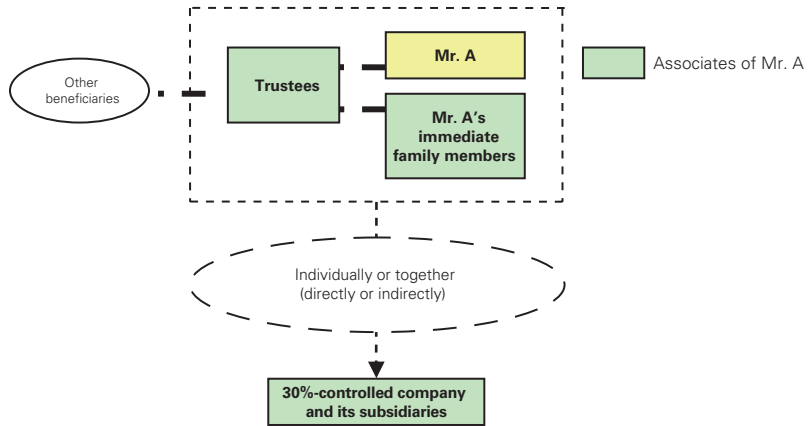 Other
beneficiaries
Trustees
Mr. A
Mr. A's
immediate
family members
Associates of Mr. A
Individually or together
(directly or indirectly)
30%-controlled company
and its subsidiaries